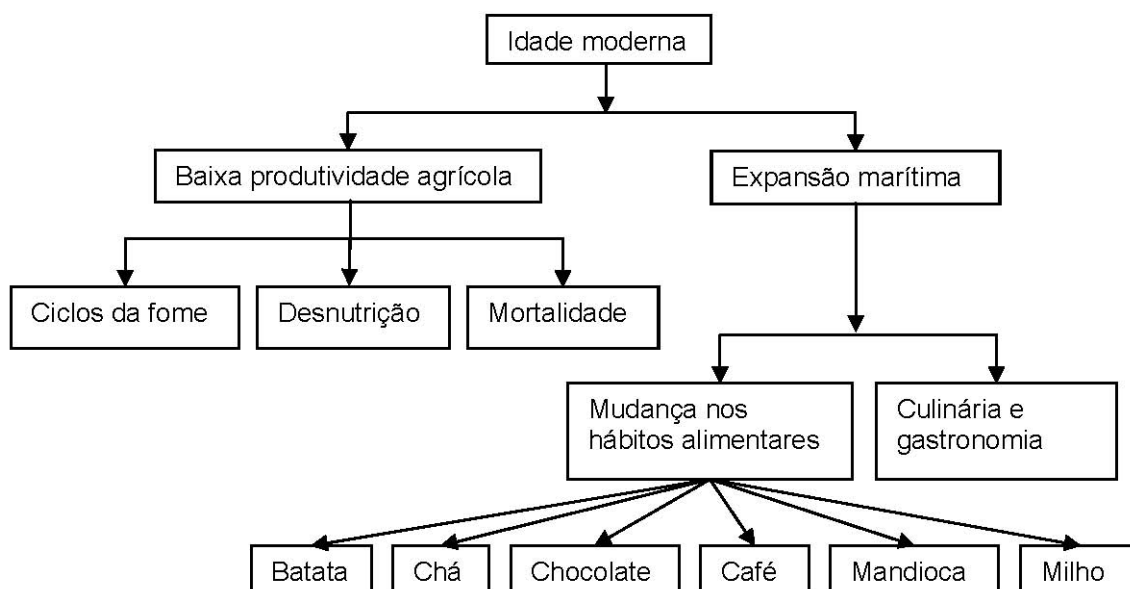 Idade moderna
Baixa produtividade agrícola
Expansão marítima
Ciclos da fome
Desnutrição
Mortalidade
Mudança nos
hábitos alimentares
Culinária e
gastronomia
Batata
Chá
Chocolate
Café
Mandioca
Milho